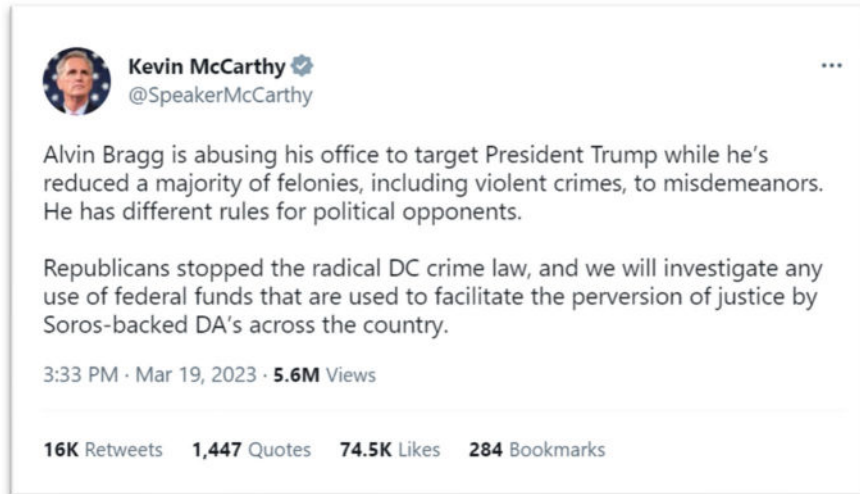 Kevin McCarthy
@SpeakerMcCarthy
Alvin Bragg is abusing his office to target President Trump while he's
reduced a majority of felonies, including violent crimes, to misdemeanors.
He has different rules for political opponents.
Republicans stopped the radical DC crime law, and we will investigate any
use of federal funds that are used to facilitate the perversion of justice by
Soros-backed DA's across the country.
3:33 PM · Mar 19, 2023 · 5.6M Views
16K Retweets 1,447 Quotes 74.5K Likes 284 Bookmarks